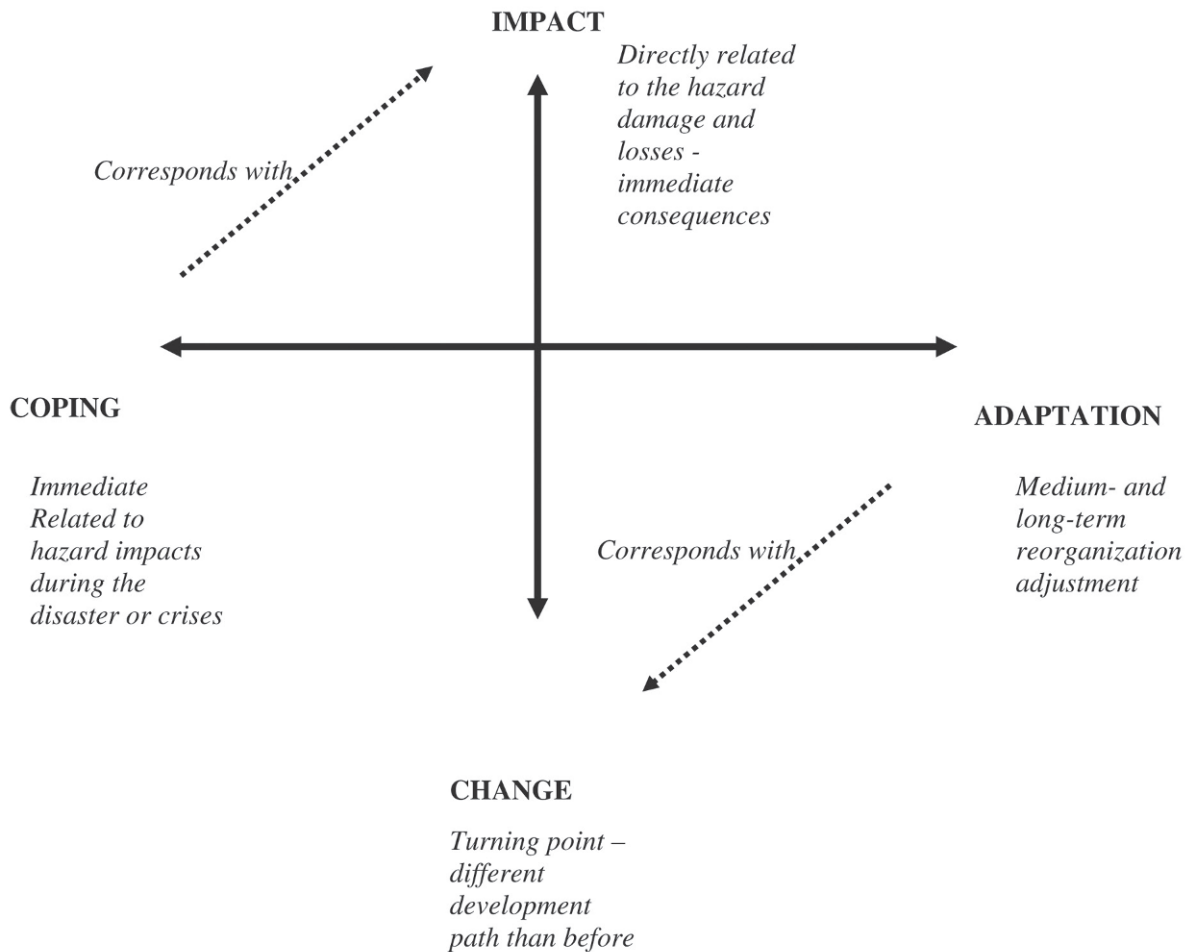 IMPACT
Directly related
to the hazard
damage and
losses -
immediate
consequences
Corresponds with
COPING
Immediate
Related to
hazard impacts
during the
disaster or crises
ADAPTATION
Medium- and
long-term
reorganization
adjustment
Corresponds with
CHANGE
Turning point –
different
development
path than before